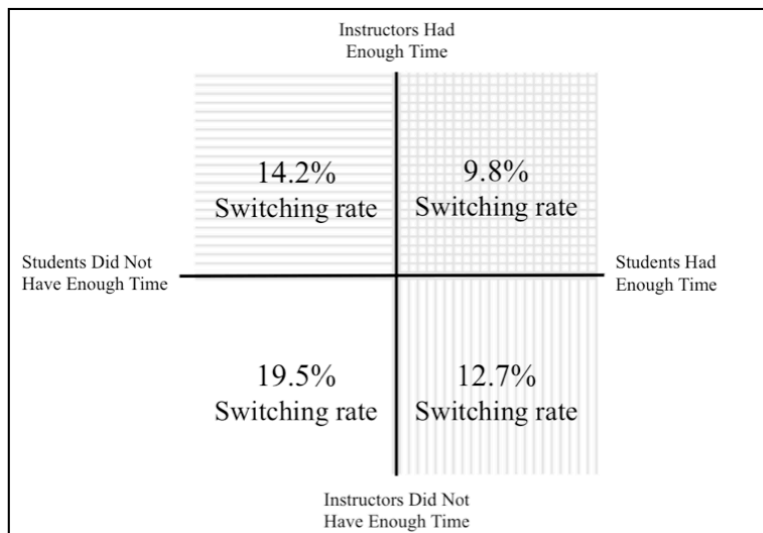 Instructors Had
Enough Time
14.2%
Switching rate
9.8%
Switching rate
Students Did Not
Have Enough Time
Students Had
Enough Time
19.5%
Switching rate
12.7%
Switching rate
Instructors Did Not
Have Enough Time